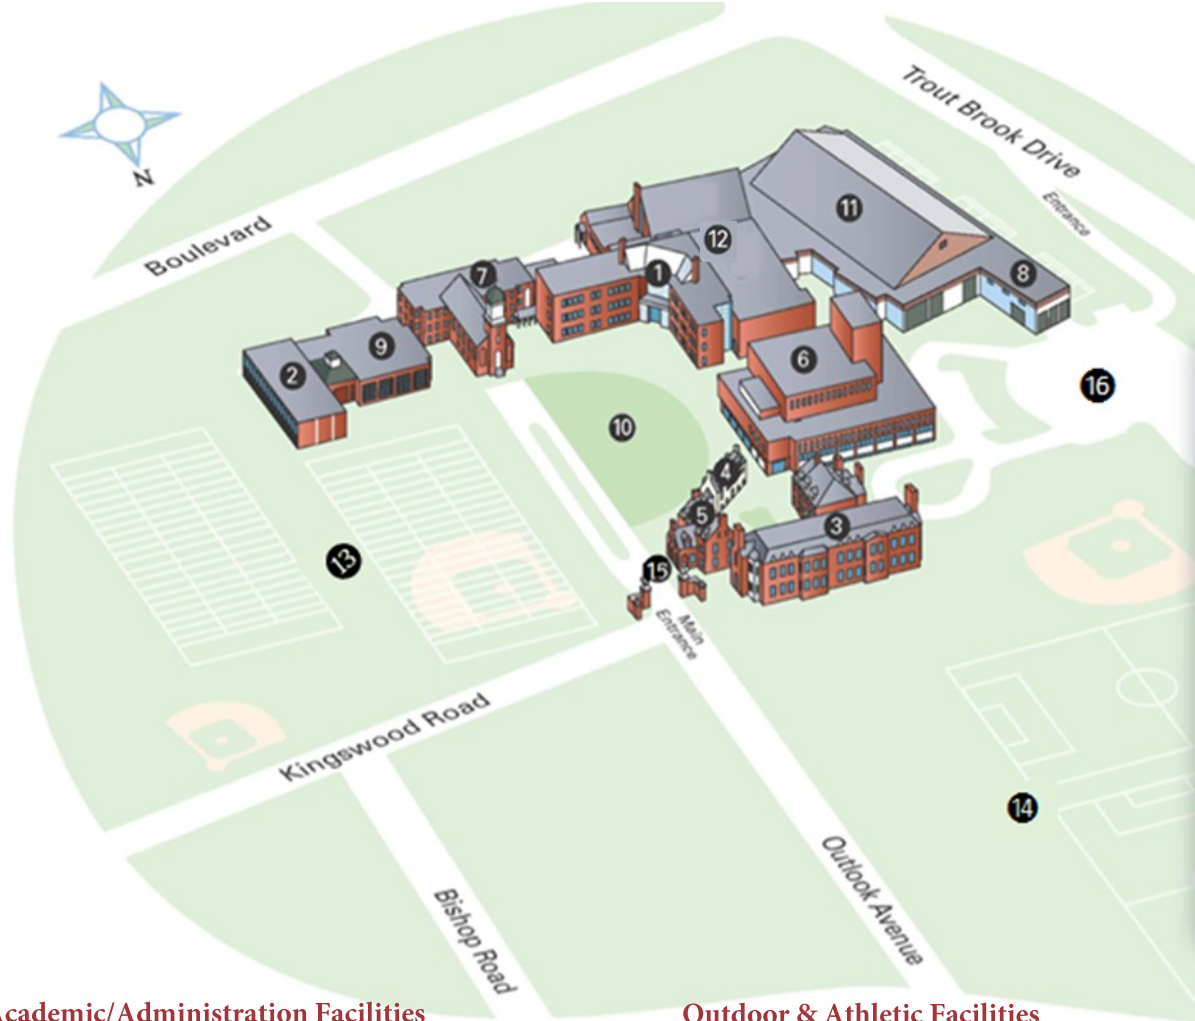 Trout Brook Drive
N
Entrance
Boulevard
11
12
7
1
8
9
2
6
16
10
4
5
3
13
15
Main
Entrance
Kingswood Road
14
Outlook Avenue
Bishop Road
Academic/Administration Facilities
Outdoor & Athletic Facilities